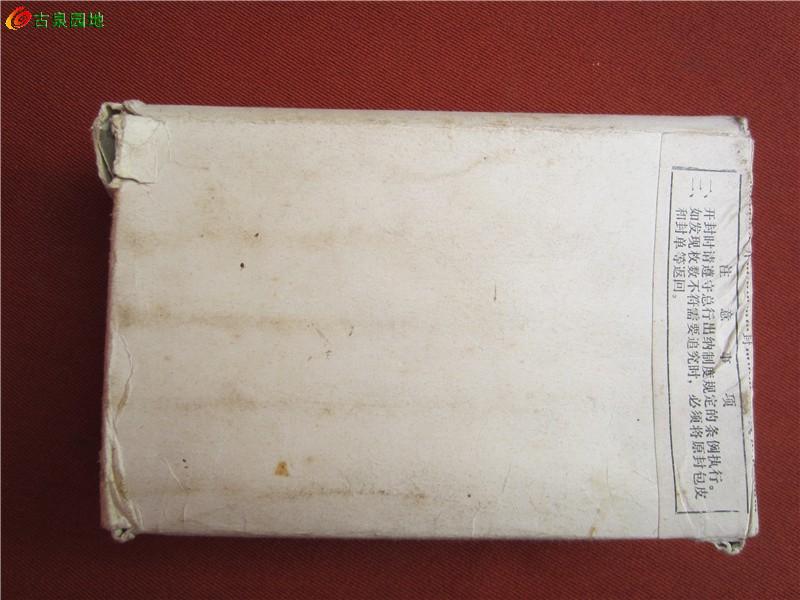 古泉园地
注意事项
一、开封时请遵守总行出纳制度规定的条例执行。
二、如发现枚数不符需要追究时，必须将原封包皮
和封单等返回。
封